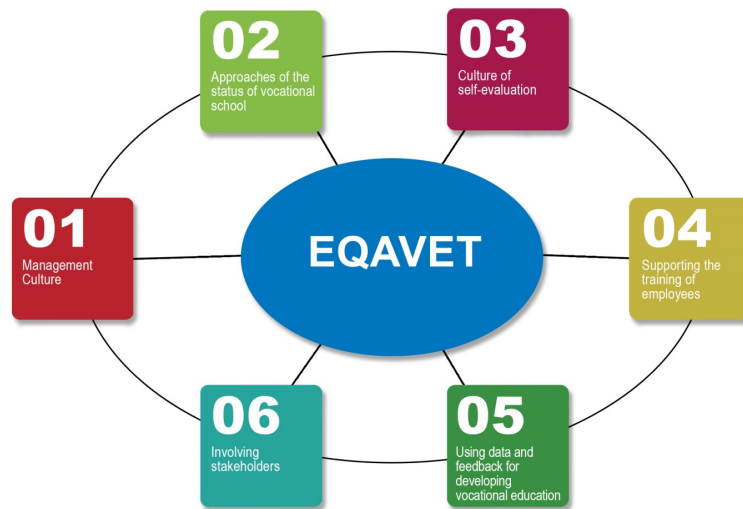 01
Management
Culture
02
Approaches of the
status of vocational
school
03
Culture of
self-evaluation
04
Supporting the
training of
employees
05
Using data and
feedback for
developing
vocational education
06
Involving
stakeholders
EQAVET